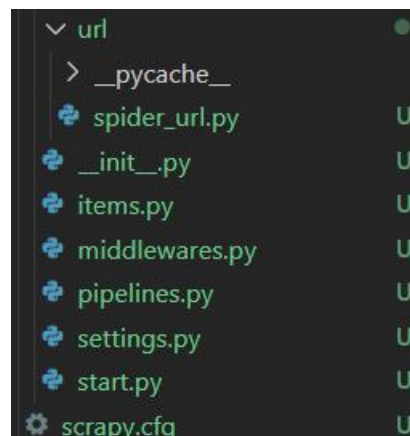 url
__pycache__
spider_url.py U
__init__.py U
items.py U
middlewares.py U
pipelines.py U
settings.py U
start.py U
scrapy.cfg U